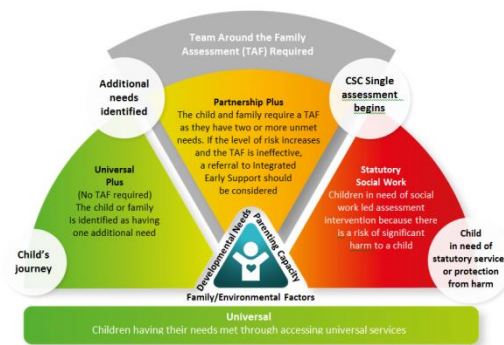 Team Around the Family
Assessment (TAF) Required
Additional
needs
identified
CSC Single
assessment
begins
Partnership Plus
The child and family require a TAF
as they have two or more unmet
needs. If the level of risk increases
and the TAF is ineffective,
a referral to Integrated
Early Support should
be considered
Universal
Plus
(No TAF required)
The child or family
is identified as having
one additional need
Statutory
Social Work
Children in need of social
work led assessment
intervention because there
is a risk of significant
harm to a child
Child's
journey
Developmental Needs
Parenting Capacity
Family/Environmental Factors
Child
in need of
statutory service
or protection
from harm
Universal
Children having their needs met through accessing universal services